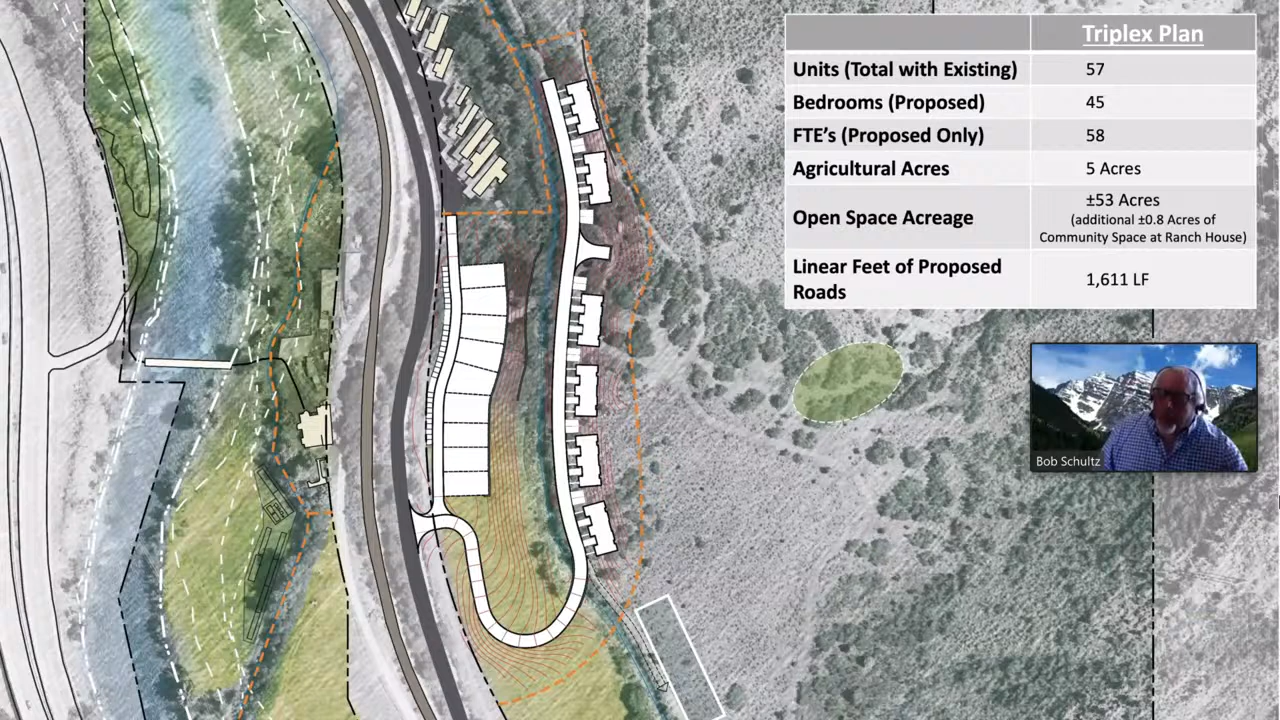 Triplex Plan
Units (Total with Existing) 57
Bedrooms (Proposed) 45
FTE's (Proposed Only) 58
Agricultural Acres 5 Acres
Open Space Acreage ±53 Acres
(additional ±0.8 Acres of
Community Space at Ranch House)
Linear Feet of Proposed
Roads 1,611 LF
Bob Schultz